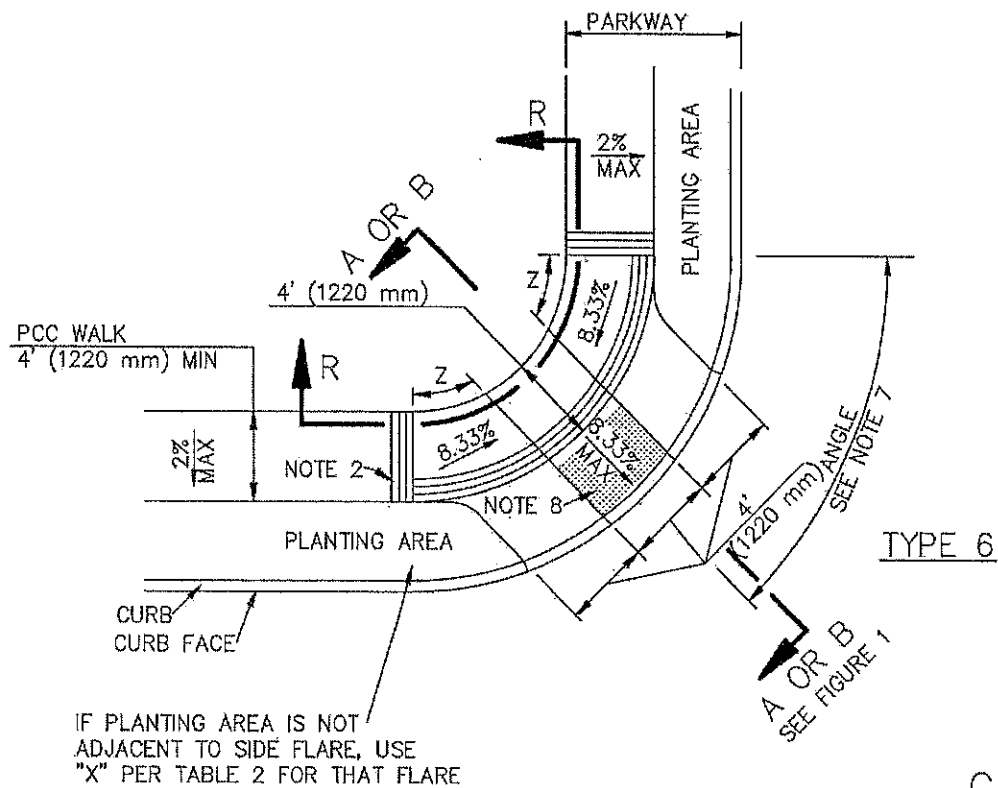 PARKWAY
R
2%
MAX
PLANTING AREA
A OR B
4' (1220 mm)
Z
8.33%
PCC WALK
4' (1220 mm) MIN
R
Z
2%
MAX
NOTE 2
8.33%
8.33%
MAX
NOTE 8
ANGLE
SEE NOTE 7
4'
(1220 mm)
TYPE 6
PLANTING AREA
CURB
CURB FACE
A OR B
SEE FIGURE 1
IF PLANTING AREA IS NOT
ADJACENT TO SIDE FLARE, USE
"X" PER TABLE 2 FOR THAT FLARE